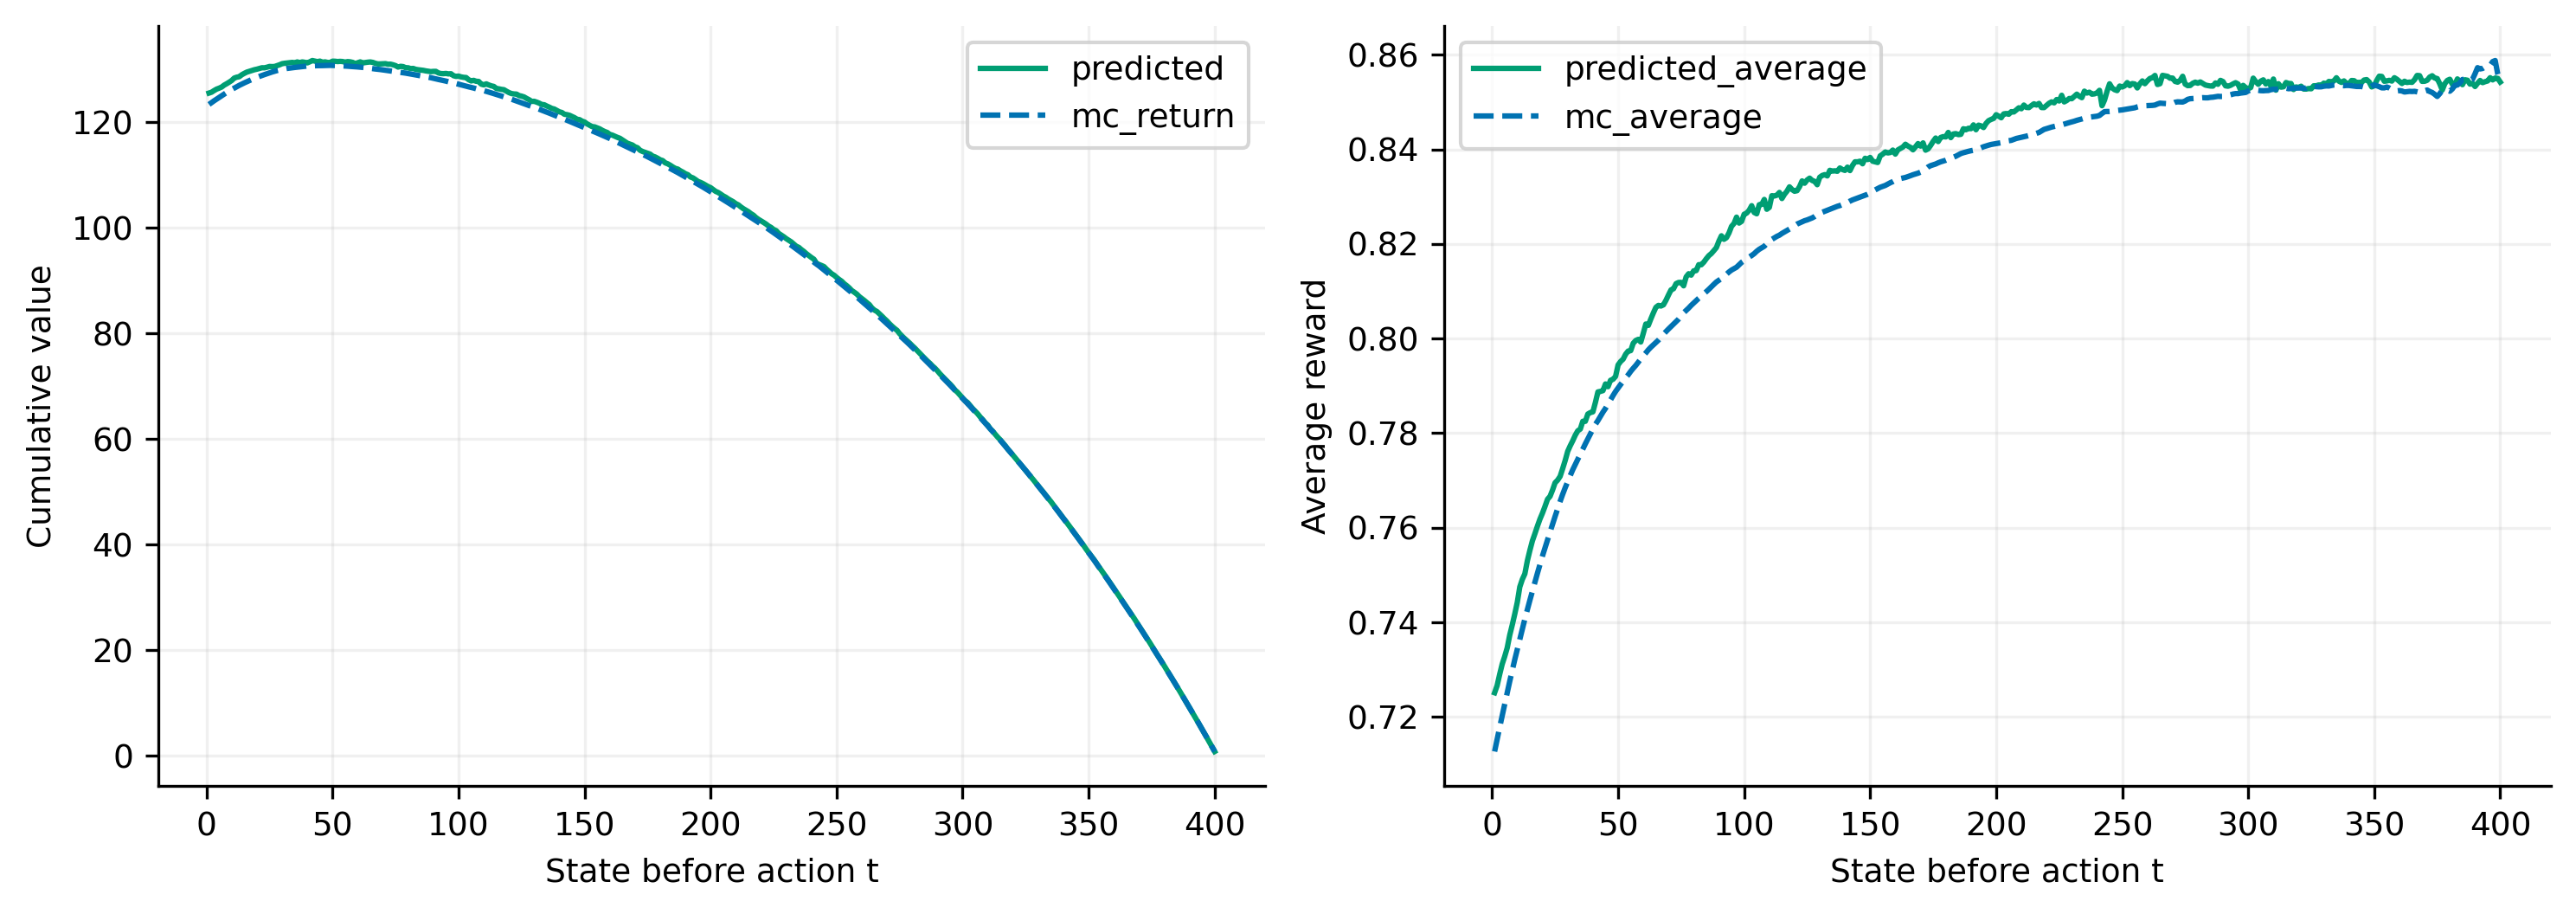 predicted
mc_return
Cumulative value
120
100
80
60
40
20
0
0 50 100 150 200 250 300 350 400
State before action t
predicted_average
mc_average
Average reward
0.86
0.84
0.82
0.80
0.78
0.76
0.74
0.72
0 50 100 150 200 250 300 350 400
State before action t